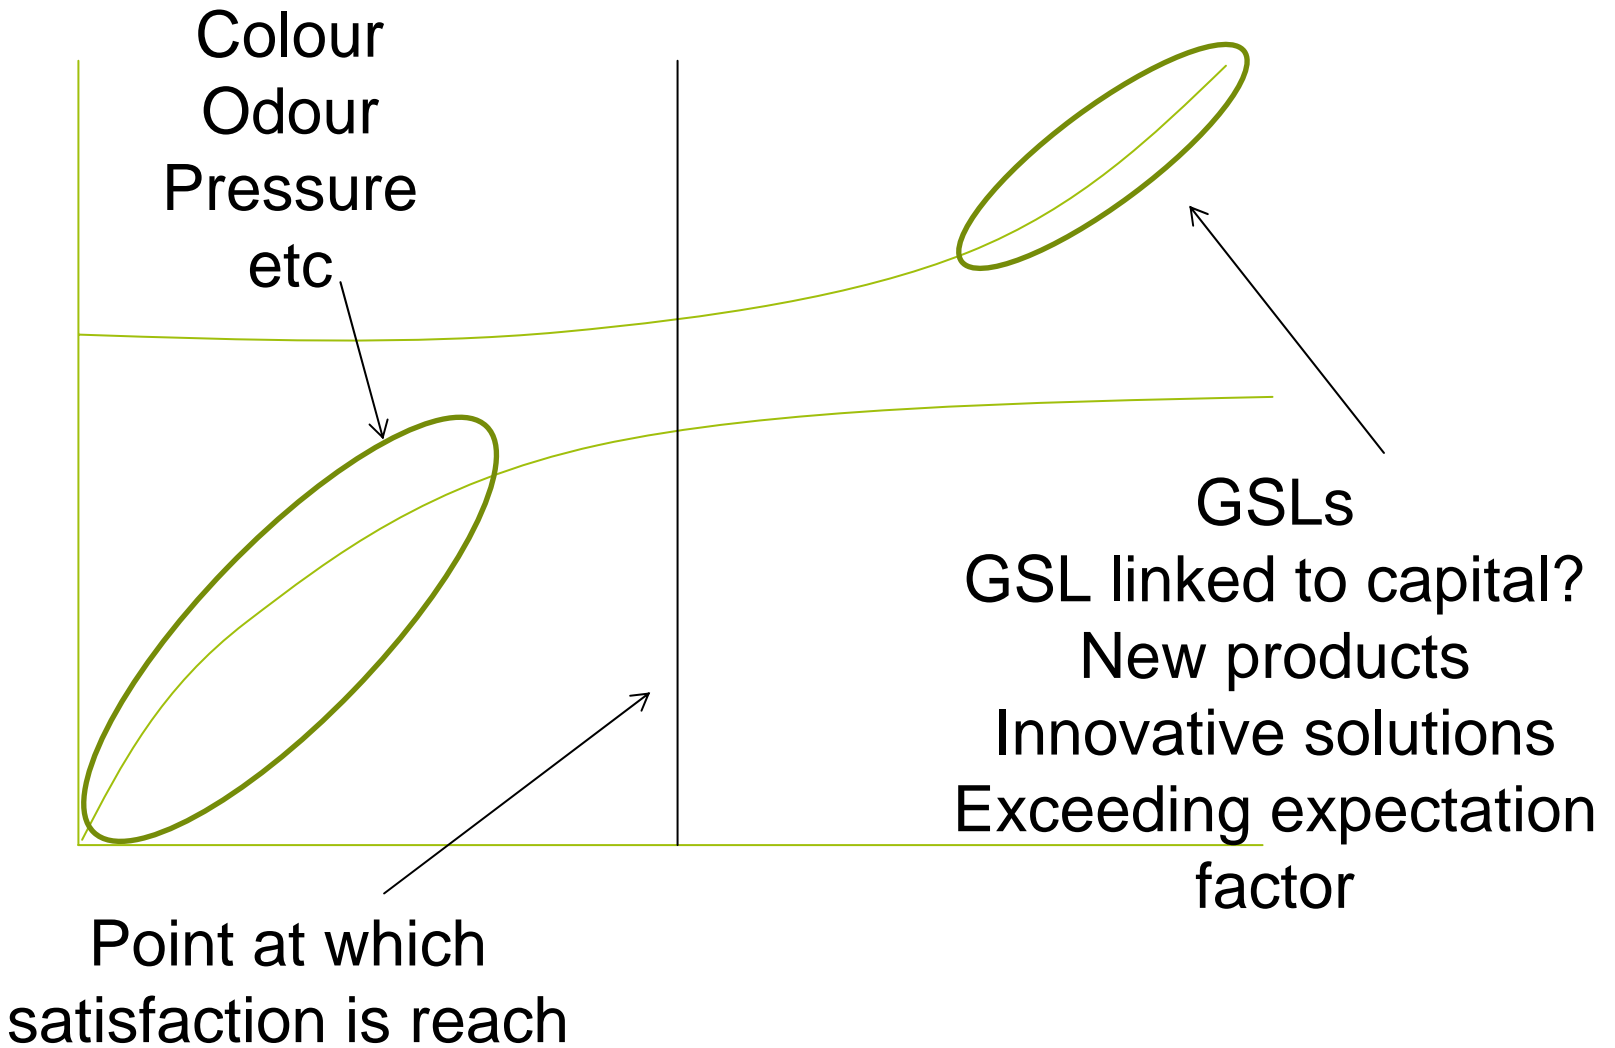 Colour
Odour
Pressure
etc
GSLs
GSL linked to capital?
New products
Innovative solutions
Exceeding expectation
factor
Point at which
satisfaction is reach